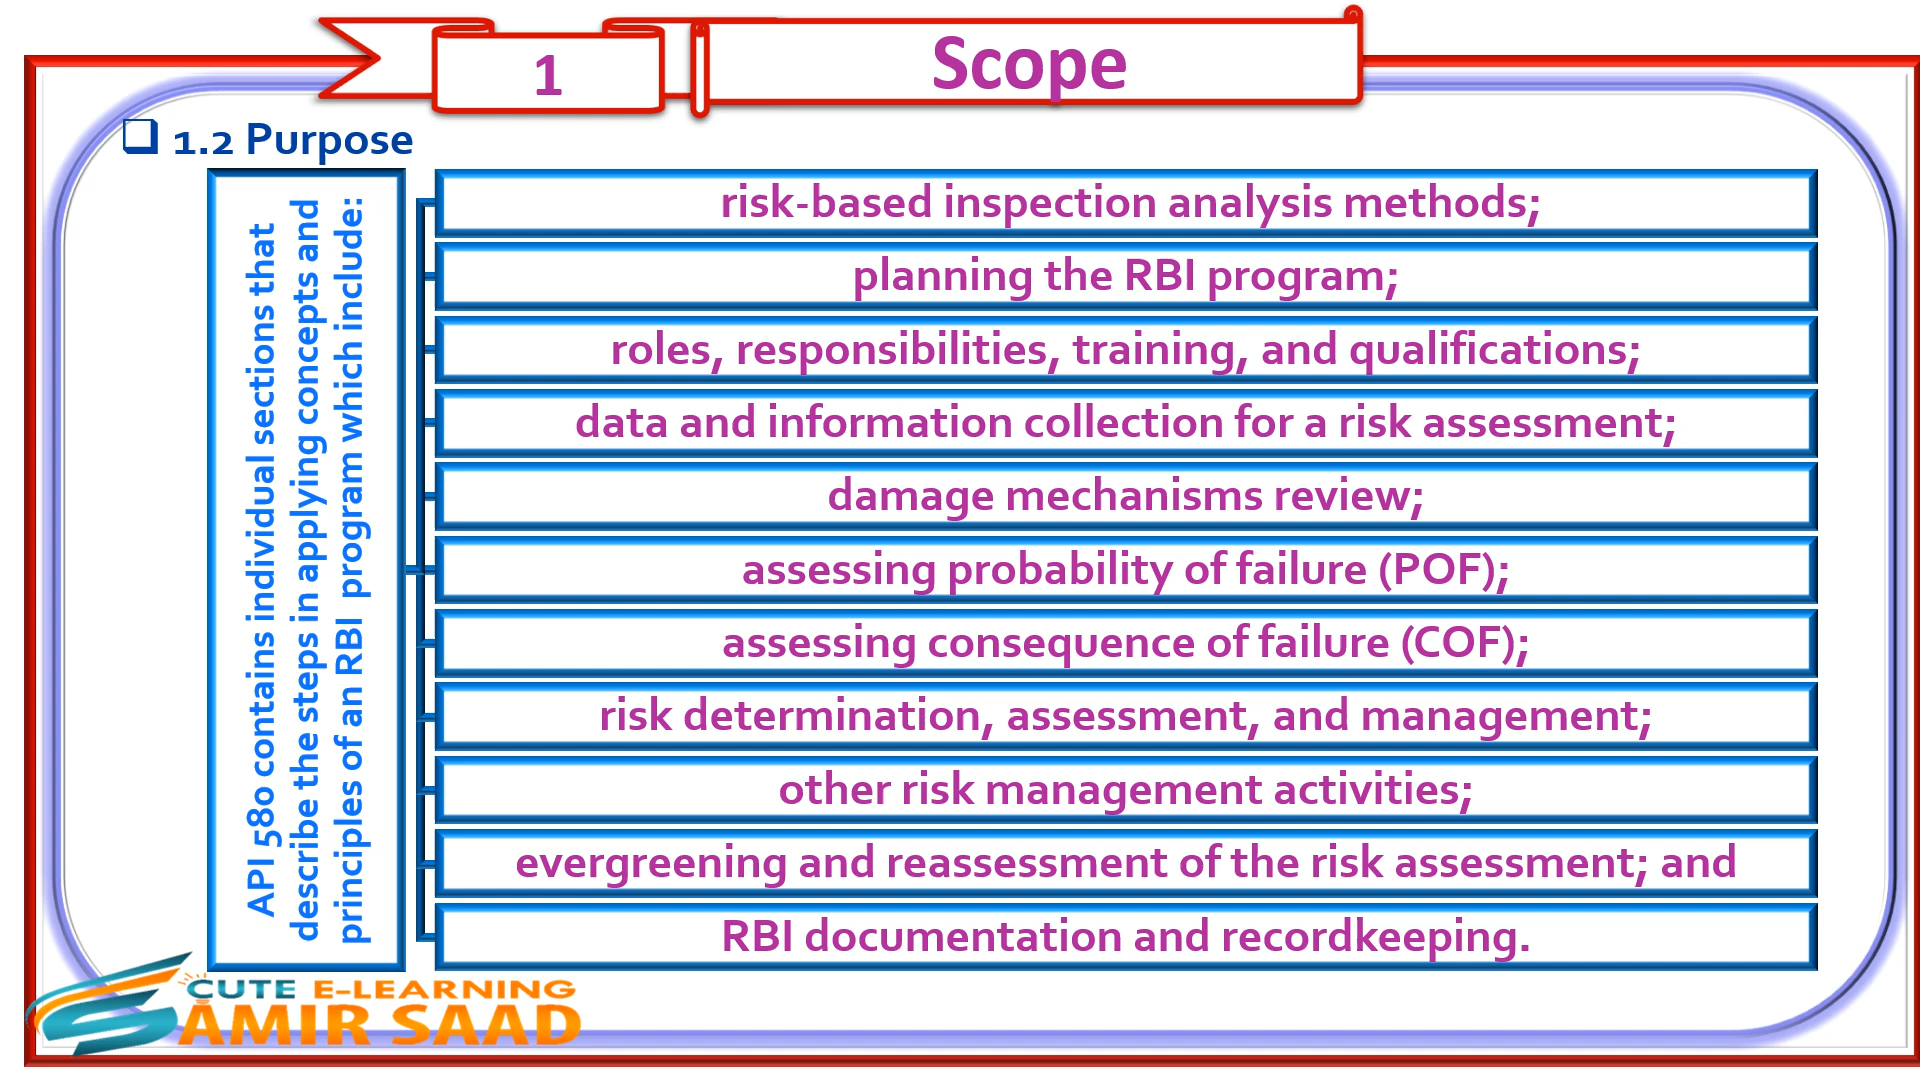 1
Scope
1.2 Purpose
API 580 contains individual sections that
describe the steps in applying concepts and
principles of an RBI program which include:
risk-based inspection analysis methods;
planning the RBI program;
roles, responsibilities, training, and qualifications;
data and information collection for a risk assessment;
damage mechanisms review;
assessing probability of failure (POF);
assessing consequence of failure (COF);
risk determination, assessment, and management;
other risk management activities;
evergreening and reassessment of the risk assessment; and
RBI documentation and recordkeeping.
CUTE E-LEARNING
AMIR SAAD